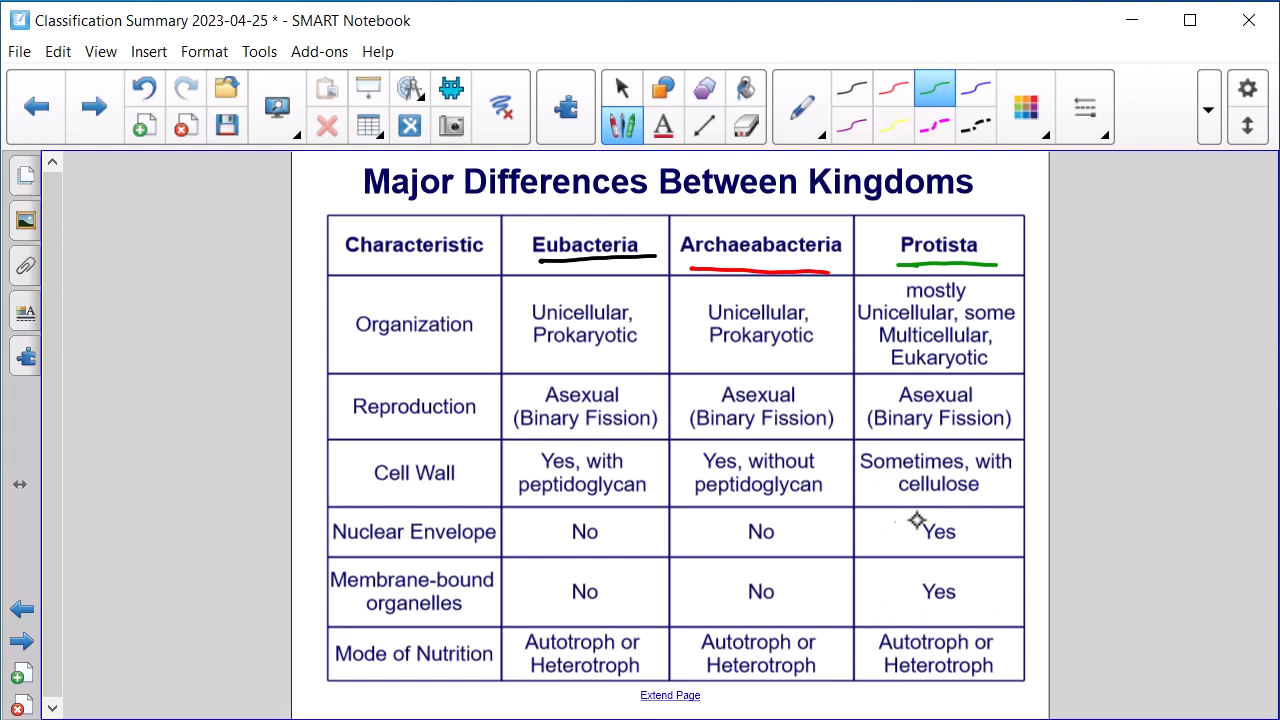 Classification Summary 2023-04-25 * - SMART Notebook
File Edit View Insert Format Tools Add-ons Help
Major Differences Between Kingdoms
Characteristic Eubacteria Archaeabacteria Protista
Organization
Unicellular,
Prokaryotic
Unicellular,
Prokaryotic
mostly
Unicellular, some
Multicellular,
Eukaryotic
Reproduction
Asexual
(Binary Fission)
Asexual
(Binary Fission)
Asexual
(Binary Fission)
Cell Wall
Yes, with
peptidoglycan
Yes, without
peptidoglycan
Sometimes, with
cellulose
Nuclear Envelope No No Yes
Membrane-bound
organelles
No No Yes
Mode of Nutrition
Autotroph or
Heterotroph
Autotroph or
Heterotroph
Autotroph or
Heterotroph
Extend Page